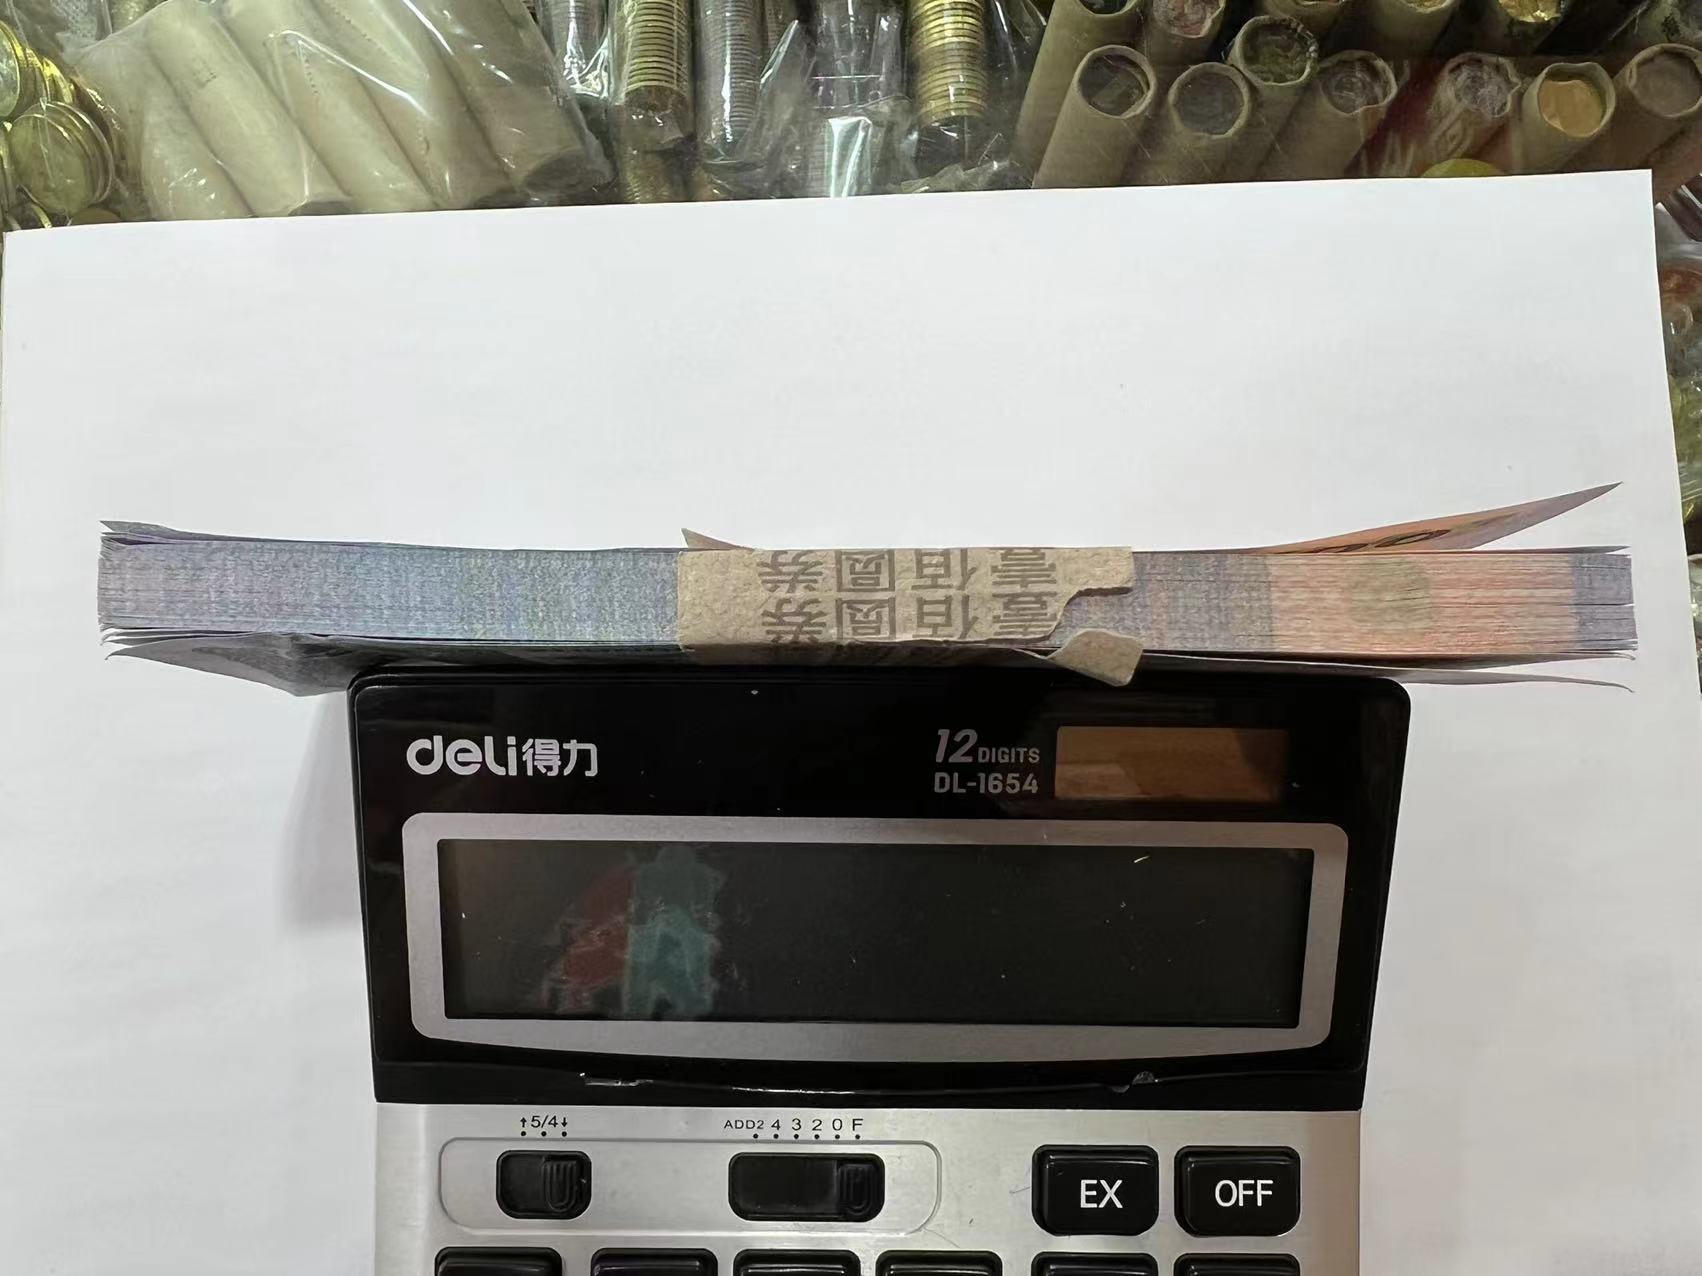 壹佰圆券
壹佰圆券
deli得力
12 DIGITS
DL-1654
↑5/4↓
ADD2 4 3 2 0 F
EX
OFF